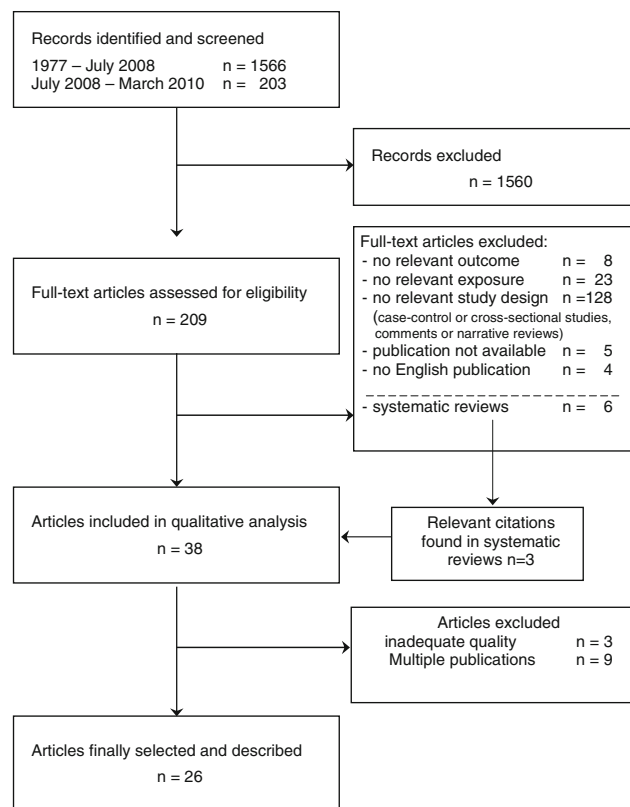 Records identified and screened
1977 – July 2008 n = 1566
July 2008 – March 2010 n = 203
Records excluded
n = 1560
Full-text articles assessed for eligibility
n = 209
Full-text articles excluded:
- no relevant outcome n = 8
- no relevant exposure n = 23
- no relevant study design n =128
(case-control or cross-sectional studies,
comments or narrative reviews)
- publication not available n = 5
- no English publication n = 4
- systematic reviews n = 6
Articles included in qualitative analysis
n = 38
Relevant citations
found in systematic
reviews n=3
Articles excluded
inadequate quality n = 3
Multiple publications n = 9
Articles finally selected and described
n = 26